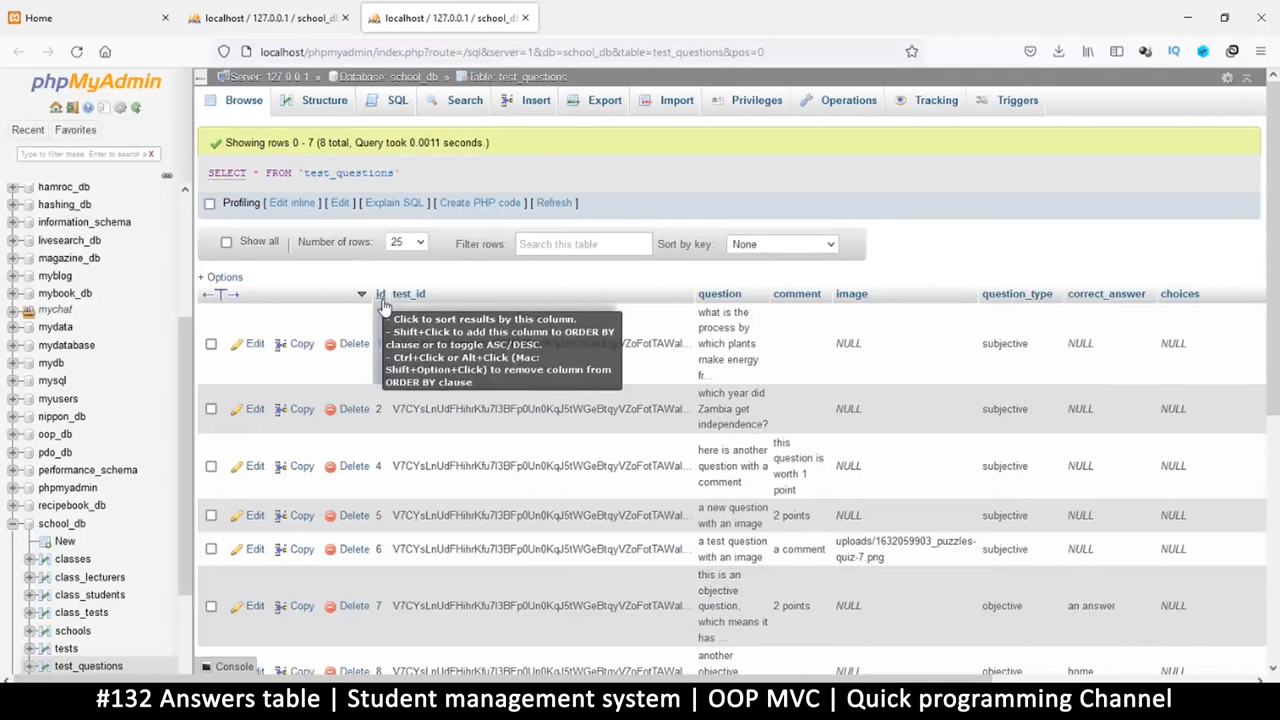 Home
localhost / 127.0.0.1 / school_db
localhost / 127.0.0.1 / school_db
localhost/phpmyadmin/index.php?route=/sql&server=1&db=school_db&table=test_questions&pos=0
phpMyAdmin
Recent Favorites
Type to filter these, Enter to search a X
hamroc_db
hashing_db
information_schema
livesearch_db
magazine_db
myblog
mybook_db
mychat
mydata
mydatabase
mydb
mysql
myusers
nippon_db
oop_db
pdo_db
performance_schema
phpmyadmin
recipebook_db
school_db
New
classes
class_lecturers
class_students
class_tests
schools
tests
test_questions
Server: 127.0.0.1 » Database: school_db » Table: test_questions
Browse Structure SQL Search Insert Export Import Privileges Operations Tracking Triggers
Showing rows 0 - 7 (8 total, Query took 0.0011 seconds.)
SELECT * FROM `test_questions`
Profiling [ Edit inline ] [ Edit ] [ Explain SQL ] [ Create PHP code ] [ Refresh ]
Show all | Number of rows: 25 Filter rows: Search this table Sort by key: None
+ Options
id test_id question comment image question_type correct_answer choices
- Click to sort results by this column.
- Shift+Click to add this column to ORDER BY
clause or to toggle ASC/DESC.
- Ctrl+Click or Alt+Click (Mac:
Shift+Option+Click) to remove column from
ORDER BY clause
Edit Copy Delete
what is the
process by
which plants
make energy
fr...
NULL NULL subjective NULL NULL
Edit Copy Delete 2 V7CYsLnUdFHihrKfu7I3BFp0Un0KqJ5tWGeBtqyVZoFotTAWal...
which year did
Zambia get
independence?
NULL subjective NULL NULL
Edit Copy Delete 4 V7CYsLnUdFHihrKfu7I3BFp0Un0KqJ5tWGeBtqyVZoFotTAWal...
here is another
question with a
comment
this
question is
worth 1
point
NULL subjective NULL NULL
Edit Copy Delete 5 V7CYsLnUdFHihrKfu7I3BFp0Un0KqJ5tWGeBtqyVZoFotTAWal...
a new question
with an image
2 points NULL subjective NULL NULL
Edit Copy Delete 6 V7CYsLnUdFHihrKfu7I3BFp0Un0KqJ5tWGeBtqyVZoFotTAWal...
a test question
with an image
a comment
uploads/1632059903_puzzles-
quiz-7.png
subjective NULL NULL
Edit Copy Delete 7 V7CYsLnUdFHihrKfu7I3BFp0Un0KqJ5tWGeBtqyVZoFotTAWal...
this is an
objective
question,
which means it
has ...
2 points NULL objective an answer NULL
Copy Delete 8 V7CYsLnUdFHihrKfu7I3BFp0Un0KqJ5tWGeBtqyVZoFotTAWal...
another
objective
NULL objective home NULL
Console
#132 Answers table | Student management system | OOP MVC | Quick programming Channel